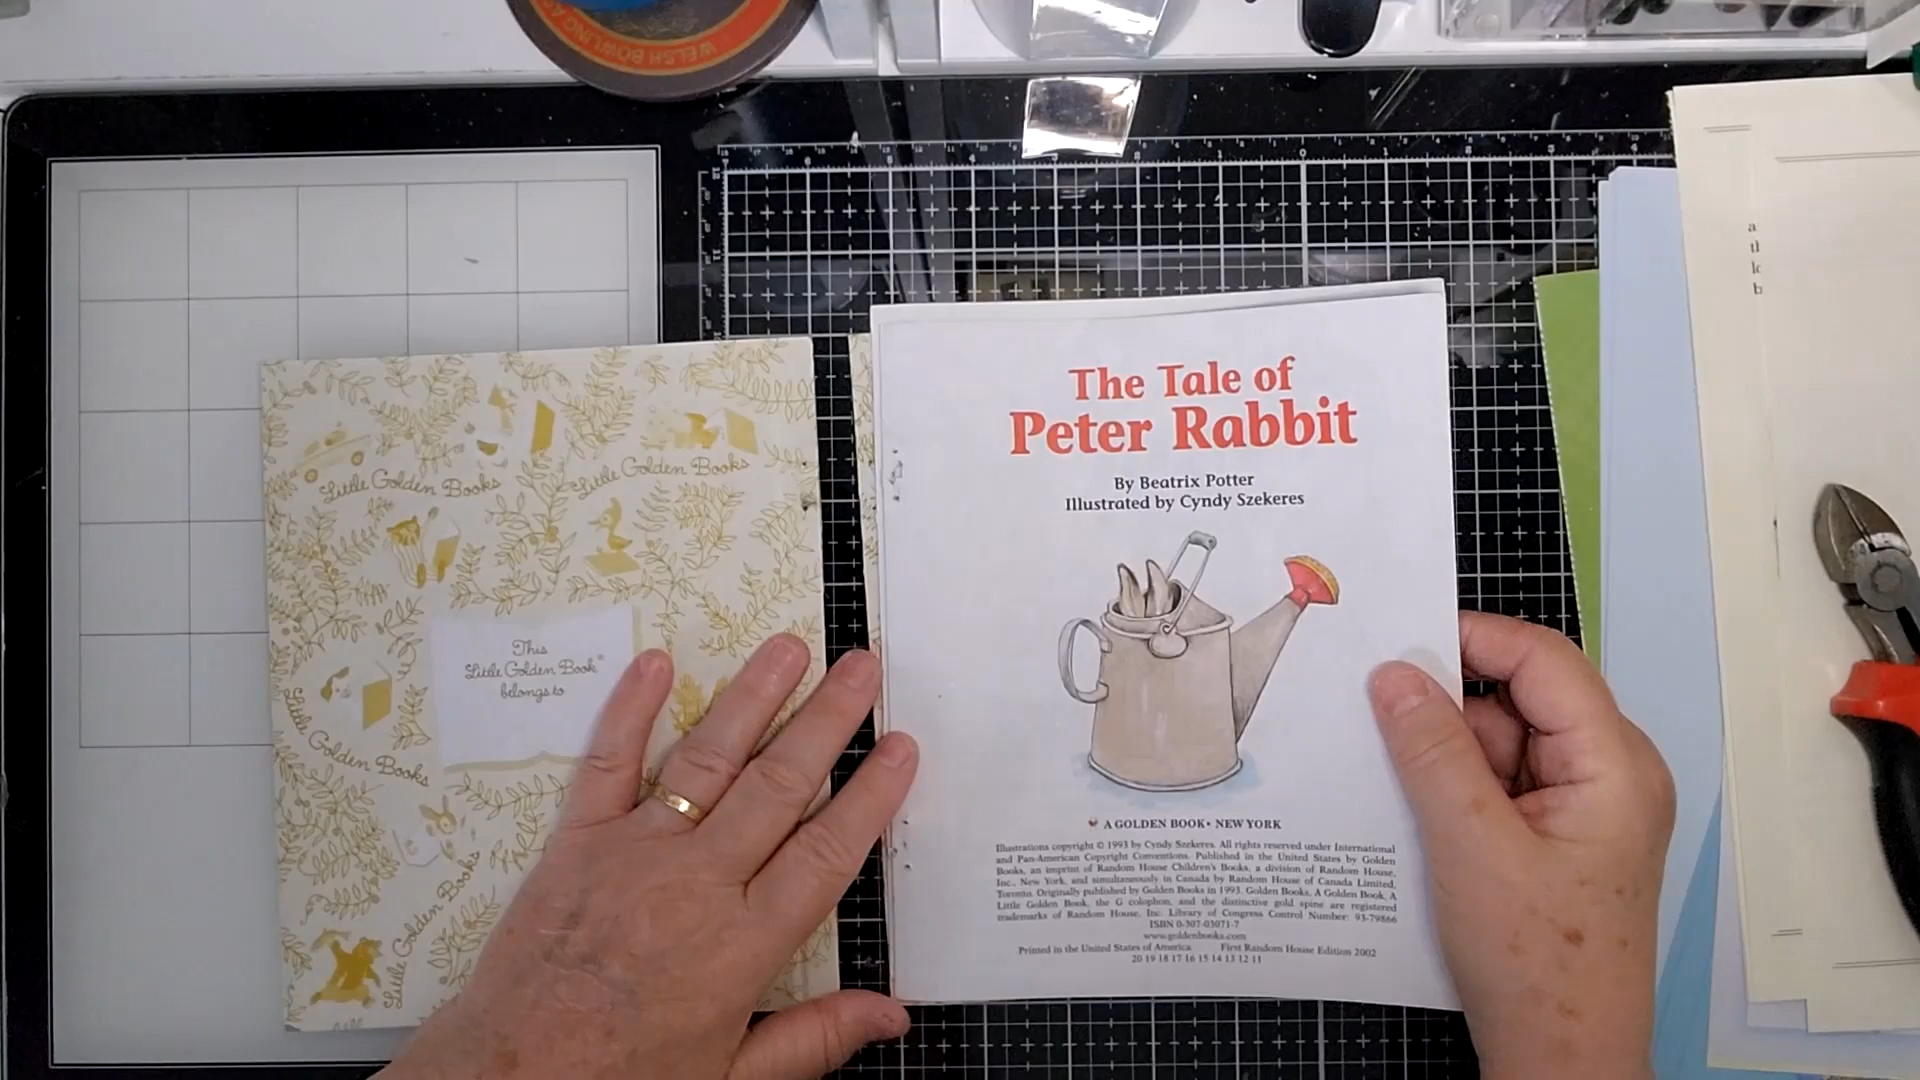 WELSH BOWLING
Little Golden Books
Little Golden Books
This
Little Golden Book®
belongs to
Little Golden Books
Little Golden Books
The Tale of
Peter Rabbit
By Beatrix Potter
Illustrated by Cyndy Szekeres
A GOLDEN BOOK • NEW YORK
Illustrations copyright © 1993 by Cyndy Szekeres. All rights reserved under International
and Pan-American Copyright Conventions. Published in the United States by Golden
Books, an imprint of Random House Children's Books, a division of Random House,
Inc., New York, and simultaneously in Canada by Random House of Canada Limited,
Toronto. Originally published by Golden Books in 1993. Golden Books, A Golden Book, A
Little Golden Book, the G colophon, and the distinctive gold spine are registered
trademarks of Random House, Inc. Library of Congress Control Number: 93-79866
ISBN 0-307-03071-7
www.goldenbooks.com
Printed in the United States of America First Random House Edition 2002
20 19 18 17 16 15 14 13 12 11